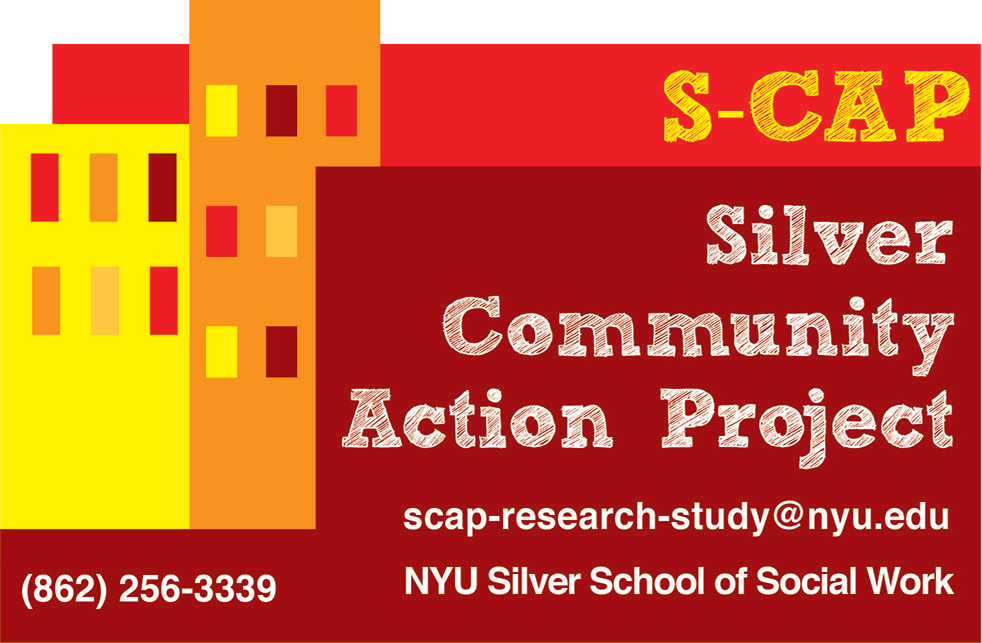 S-CAP
Silver
Community
Action Project
scap-research-study@nyu.edu
(862) 256-3339
NYU Silver School of Social Work